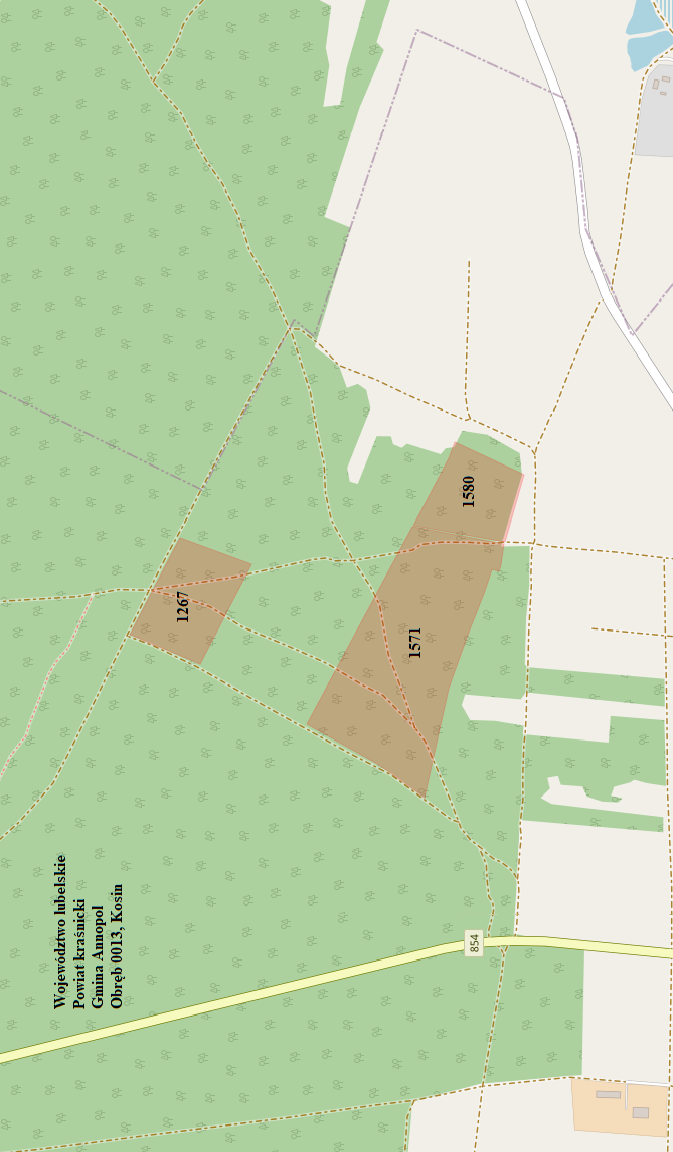 Województwo lubelskie
Powiat kraśnicki
Gmina Annopol
Obręb 0013, Kosin
1267
1571
1580
854